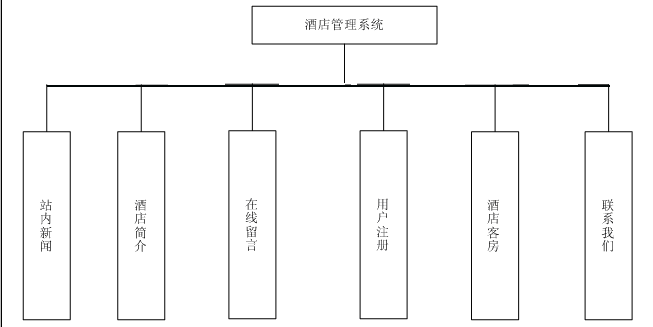 酒店管理系统
站内新闻
酒店简介
在线留言
用户注册
酒店客房
联系我们